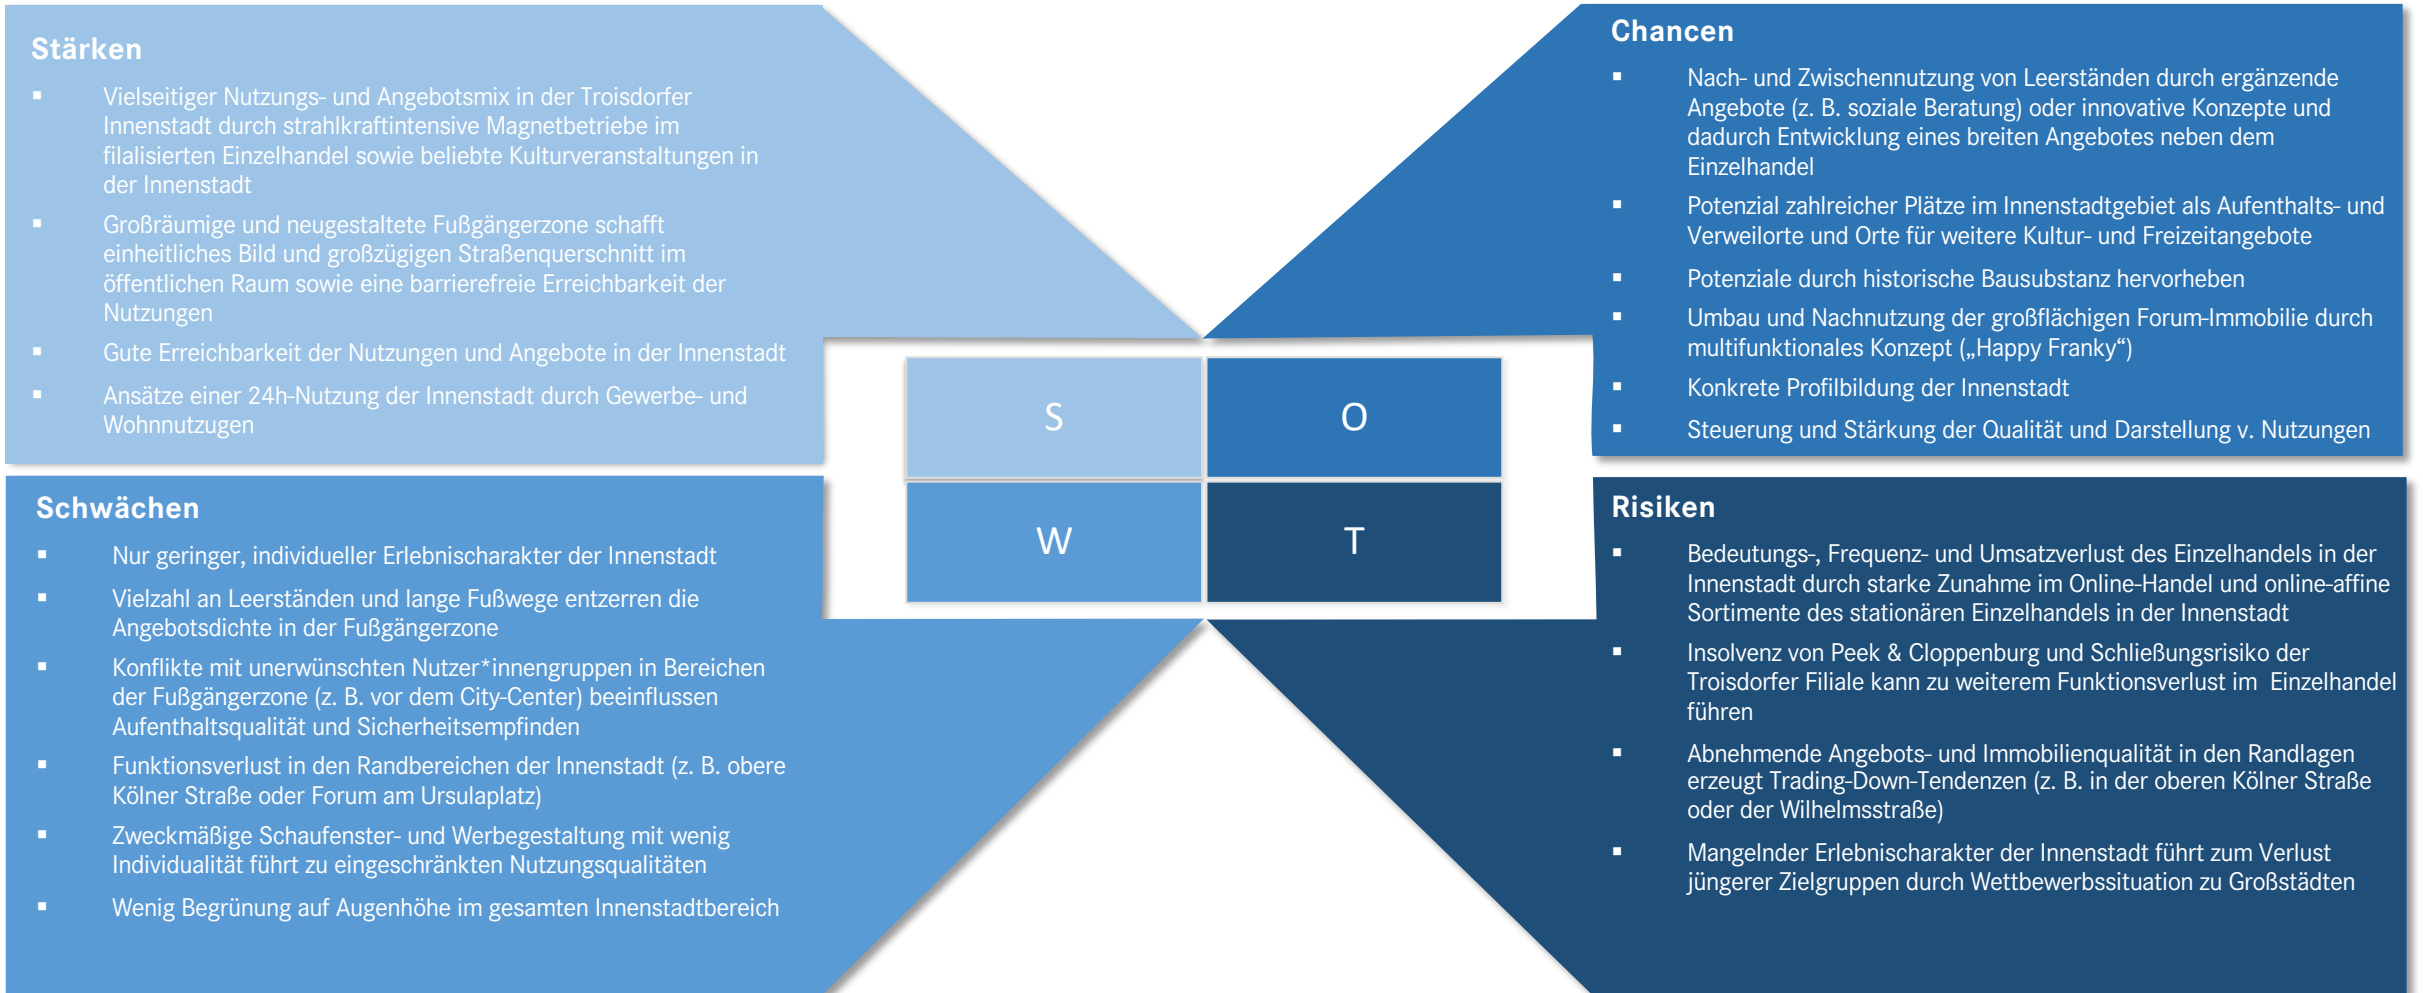 Stärken
▪ Vielseitiger Nutzungs- und Angebotsmix in der Troisdorfer
Innenstadt durch strahlkraftintensive Magnetbetriebe im
filalisierten Einzelhandel sowie beliebte Kulturveranstaltungen in
der Innenstadt
▪ Großräumige und neugestaltete Fußgängerzone schafft
einheitliches Bild und großzügigen Straßenquerschnitt im
öffentlichen Raum sowie eine barrierefreie Erreichbarkeit der
Nutzungen
▪ Gute Erreichbarkeit der Nutzungen und Angebote in der Innenstadt
▪ Ansätze einer 24h-Nutzung der Innenstadt durch Gewerbe- und
Wohnnutzugen
Chancen
▪ Nach- und Zwischennutzung von Leerständen durch ergänzende
Angebote (z. B. soziale Beratung) oder innovative Konzepte und
dadurch Entwicklung eines breiten Angebotes neben dem
Einzelhandel
▪ Potenzial zahlreicher Plätze im Innenstadtgebiet als Aufenthalts- und
Verweilorte und Orte für weitere Kultur- und Freizeitangebote
▪ Potenziale durch historische Bausubstanz hervorheben
▪ Umbau und Nachnutzung der großflächigen Forum-Immobilie durch
multifunktionales Konzept („Happy Franky“)
▪ Konkrete Profilbildung der Innenstadt
▪ Steuerung und Stärkung der Qualität und Darstellung v. Nutzungen
S
O
W
T
Schwächen
▪ Nur geringer, individueller Erlebnischarakter der Innenstadt
▪ Vielzahl an Leerständen und lange Fußwege entzerren die
Angebotsdichte in der Fußgängerzone
▪ Konflikte mit unerwünschten Nutzer*innengruppen in Bereichen
der Fußgängerzone (z. B. vor dem City-Center) beeinflussen
Aufenthaltsqualität und Sicherheitsempfinden
▪ Funktionsverlust in den Randbereichen der Innenstadt (z. B. obere
Kölner Straße oder Forum am Ursulaplatz)
▪ Zweckmäßige Schaufenster- und Werbegestaltung mit wenig
Individualität führt zu eingeschränkten Nutzungsqualitäten
▪ Wenig Begrünung auf Augenhöhe im gesamten Innenstadtbereich
Risiken
▪ Bedeutungs-, Frequenz- und Umsatzverlust des Einzelhandels in der
Innenstadt durch starke Zunahme im Online-Handel und online-affine
Sortimente des stationären Einzelhandels in der Innenstadt
▪ Insolvenz von Peek & Cloppenburg und Schließungsrisiko der
Troisdorfer Filiale kann zu weiterem Funktionsverlust im Einzelhandel
führen
▪ Abnehmende Angebots- und Immobilienqualität in den Randlagen
erzeugt Trading-Down-Tendenzen (z. B. in der oberen Kölner Straße
oder der Wilhelmsstraße)
▪ Mangelnder Erlebnischarakter der Innenstadt führt zum Verlust
jüngerer Zielgruppen durch Wettbewerbssituation zu Großstädten